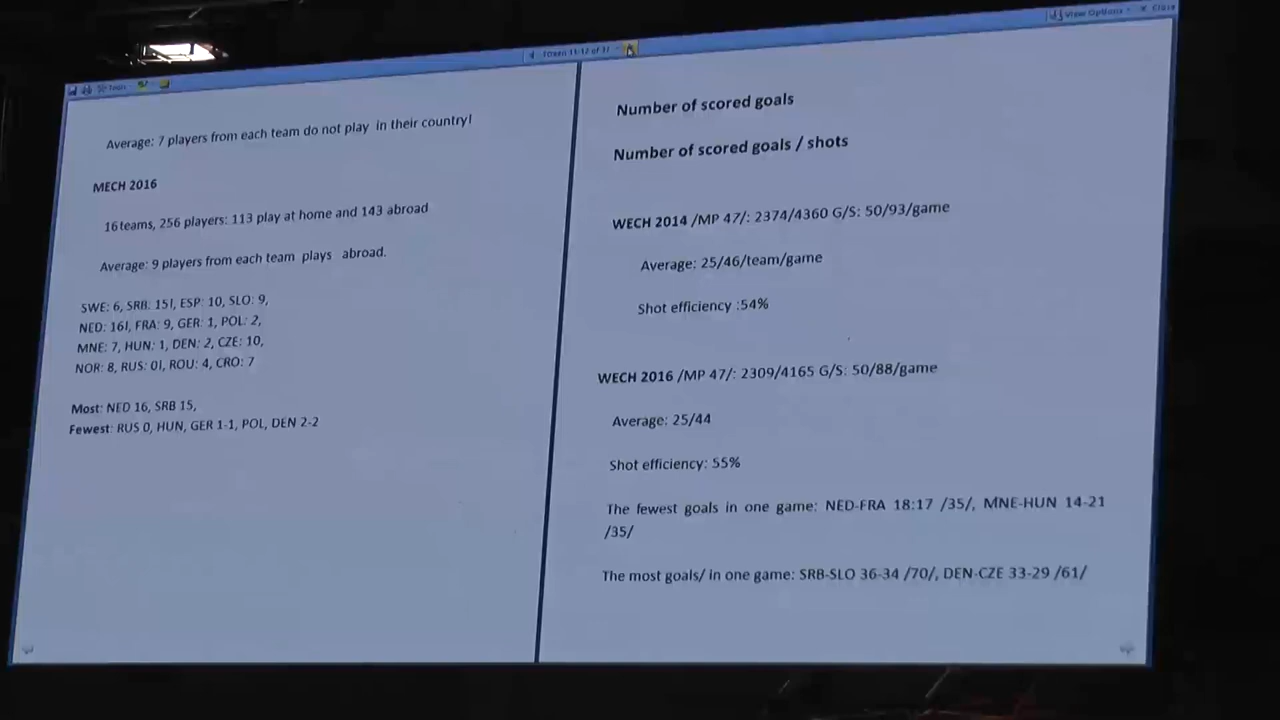 View Options
Close
Tools
Average: 7 players from each team do not play in their country!
MECH 2016
16 teams, 256 players: 113 play at home and 143 abroad
Average: 9 players from each team plays abroad.
SWE: 6, SRB: 15!, ESP: 10, SLO: 9,
NED: 16!, FRA: 9, GER: 1, POL: 2,
MNE: 7, HUN: 1, DEN: 2, CZE: 10,
NOR: 8, RUS: 0!, ROU: 4, CRO: 7
Most: NED 16, SRB 15,
Fewest: RUS 0, HUN, GER 1-1, POL, DEN 2-2
Number of scored goals
Number of scored goals / shots
WECH 2014 /MP 47/: 2374/4360 G/S: 50/93/game
Average: 25/46/team/game
Shot efficiency :54%
WECH 2016 /MP 47/: 2309/4165 G/S: 50/88/game
Average: 25/44
Shot efficiency: 55%
The fewest goals in one game: NED-FRA 18:17 /35/, MNE-HUN 14-21
/35/
The most goals/ in one game: SRB-SLO 36-34 /70/, DEN-CZE 33-29 /61/